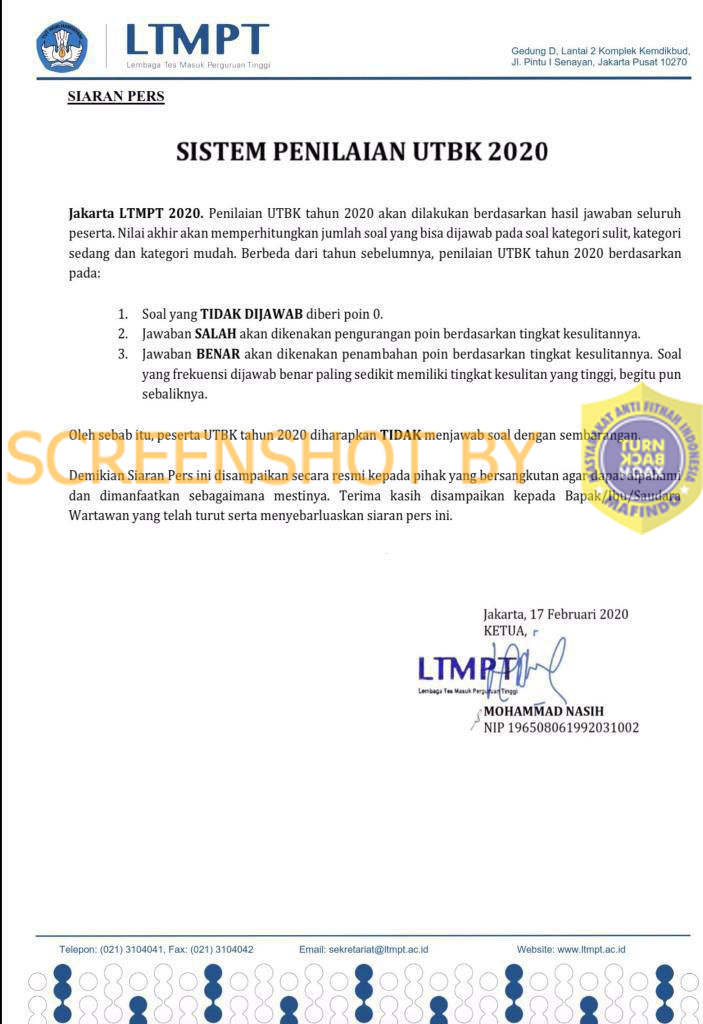 LTMPT
Lembaga Tes Masuk Perguruan Tinggi
Gedung D, Lantai 2 Komplek Kemdikbud,
Jl. Pintu I Senayan, Jakarta Pusat 10270
SIARAN PERS
SISTEM PENILAIAN UTBK 2020
Jakarta LTMPT 2020. Penilaian UTBK tahun 2020 akan dilakukan berdasarkan hasil jawaban seluruh
peserta. Nilai akhir akan memperhitungkan jumlah soal yang bisa dijawab pada soal kategori sulit, kategori
sedang dan kategori mudah. Berbeda dari tahun sebelumnya, penilaian UTBK tahun 2020 berdasarkan
pada:
1. Soal yang TIDAK DIJAWAB diberi poin 0.
2. Jawaban SALAH akan dikenakan pengurangan poin berdasarkan tingkat kesulitannya.
3. Jawaban BENAR akan dikenakan penambahan poin berdasarkan tingkat kesulitannya. Soal
yang frekuensi dijawab benar paling sedikit memiliki tingkat kesulitan yang tinggi, begitu pun
sebaliknya.
Oleh sebab itu, peserta UTBK tahun 2020 diharapkan TIDAK menjawab soal dengan sembarangan.
SCREENSHOT BY
MASYARAKAT ANTI FITNAH INDONESIA
TURN
BACK
HOAX
MAFINDO
Demikian Siaran Pers ini disampaikan secara resmi kepada pihak yang bersangkutan agar dapat dipahami
dan dimanfaatkan sebagaimana mestinya. Terima kasih disampaikan kepada Bapak/Ibu/Saudara
Wartawan yang telah turut serta menyebarluaskan siaran pers ini.
Jakarta, 17 Februari 2020
KETUA,
LTMPT
Lembaga Tes Masuk Perguruan Tinggi
MOHAMMAD NASIH
NIP 196508061992031002
Telepon: (021) 3104041, Fax: (021) 3104042 Email: sekretariat@ltmpt.ac.id Website: www.ltmpt.ac.id